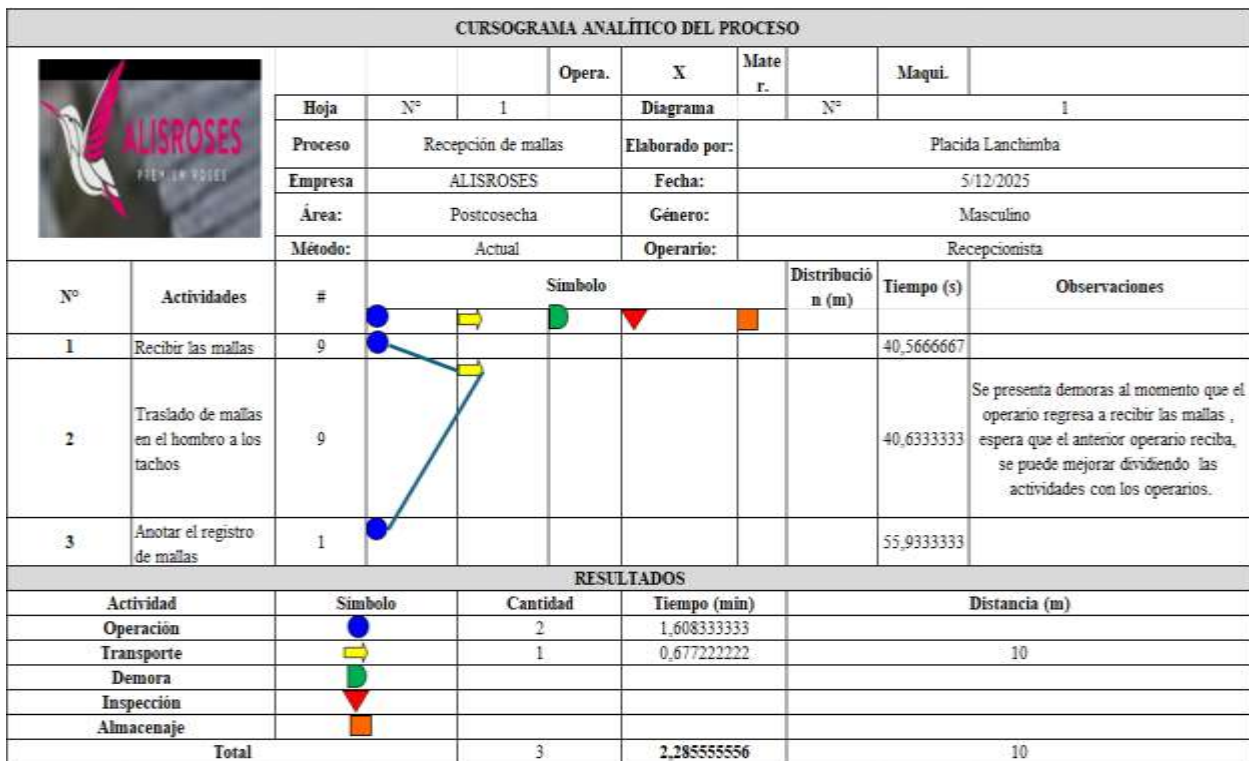 CURSOGRAMA ANALÍTICO DEL PROCESO
ALISROSES
PREMIUM ROSES
Opera. X Mate Maqui.
r.
Hoja N° 1 Diagrama N° 1
Proceso Recepción de mallas Elaborado por: Placida Lanchimba
Empresa ALISROSES Fecha: 5/12/2025
Área: Postcosecha Género: Masculino
Método: Actual Operario: Recepcionista
N° Actividades # Símbolo Distribució Tiempo (s) Observaciones
n (m)
1 Recibir las mallas 9 40,5666667
2 Traslado de mallas
en el hombro a los
tachos
9 40,6333333
Se presenta demoras al momento que el
operario regresa a recibir las mallas ,
espera que el anterior operario reciba,
se puede mejorar dividiendo las
actividades con los operarios.
3 Anotar el registro
de mallas
1 55,9333333
RESULTADOS
Actividad Símbolo Cantidad Tiempo (min) Distancia (m)
Operación 2 1,608333333
Transporte 1 0,677222222 10
Demora
Inspección
Almacenaje
Total 3 2,285555556 10